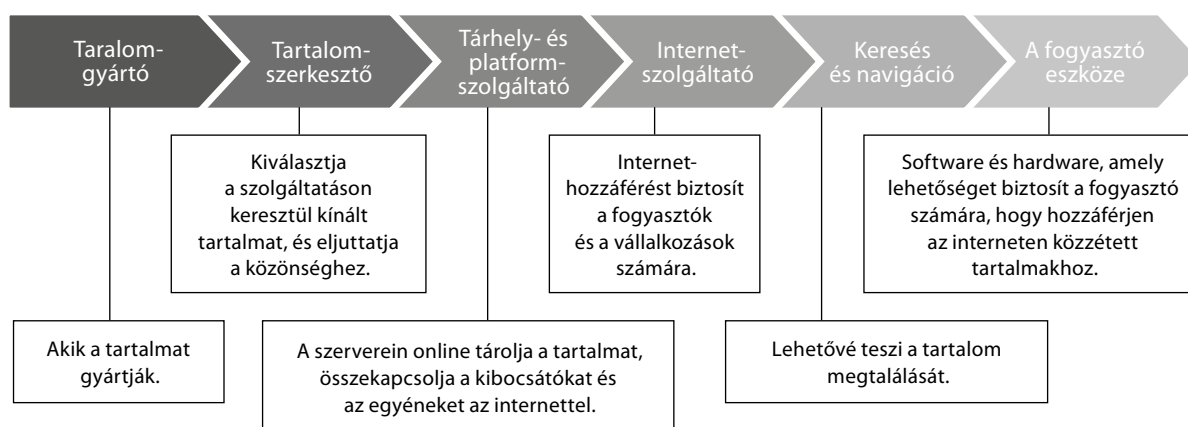 Taralom-
gyártó
Tartalom-
szerkesztő
Tárhely- és
platform-
szolgáltató
Internet-
szolgáltató
Keresés
és navigáció
A fogyasztó
eszköze
Kiválasztja
a szolgáltatáson
keresztül kínált
tartalmat, és eljuttatja
a közönséghez.
Internet-
hozzáférést biztosít
a fogyasztók
és a vállalkozások
számára.
Software és hardware, amely
lehetőséget biztosít a fogyasztó
számára, hogy hozzáférjen
az interneten közzétett
tartalmakhoz.
Akik a tartalmat
gyártják.
A szerverein online tárolja a tartalmat,
összekapcsolja a kibocsátókat és
az egyéneket az internettel.
Lehetővé teszi a tartalom
megtalálását.